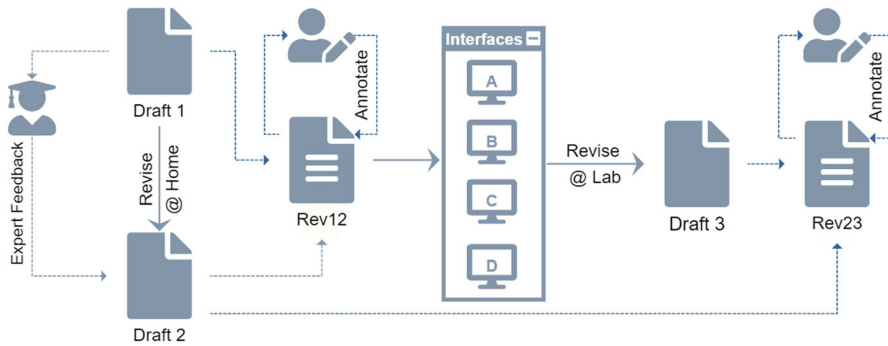 Draft 1
Expert Feedback
Revise
@ Home
Draft 2
Annotate
Rev12
Interfaces
A
B
C
D
Revise
@ Lab
Draft 3
Annotate
Rev23